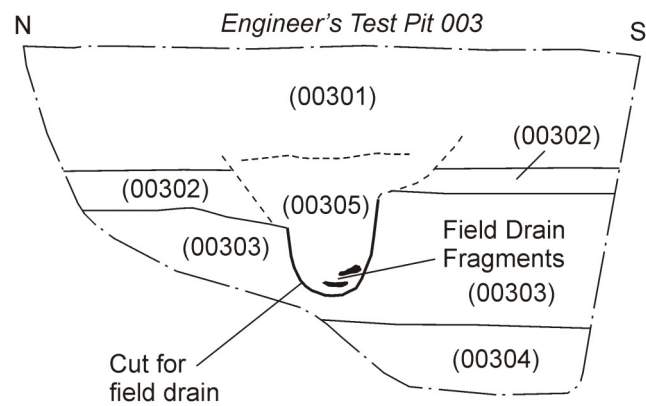 N
Engineer's Test Pit 003
S
(00301)
(00302)
(00302)
(00305)
(00303)
Field Drain
Fragments
(00303)
(00304)
Cut for
field drain